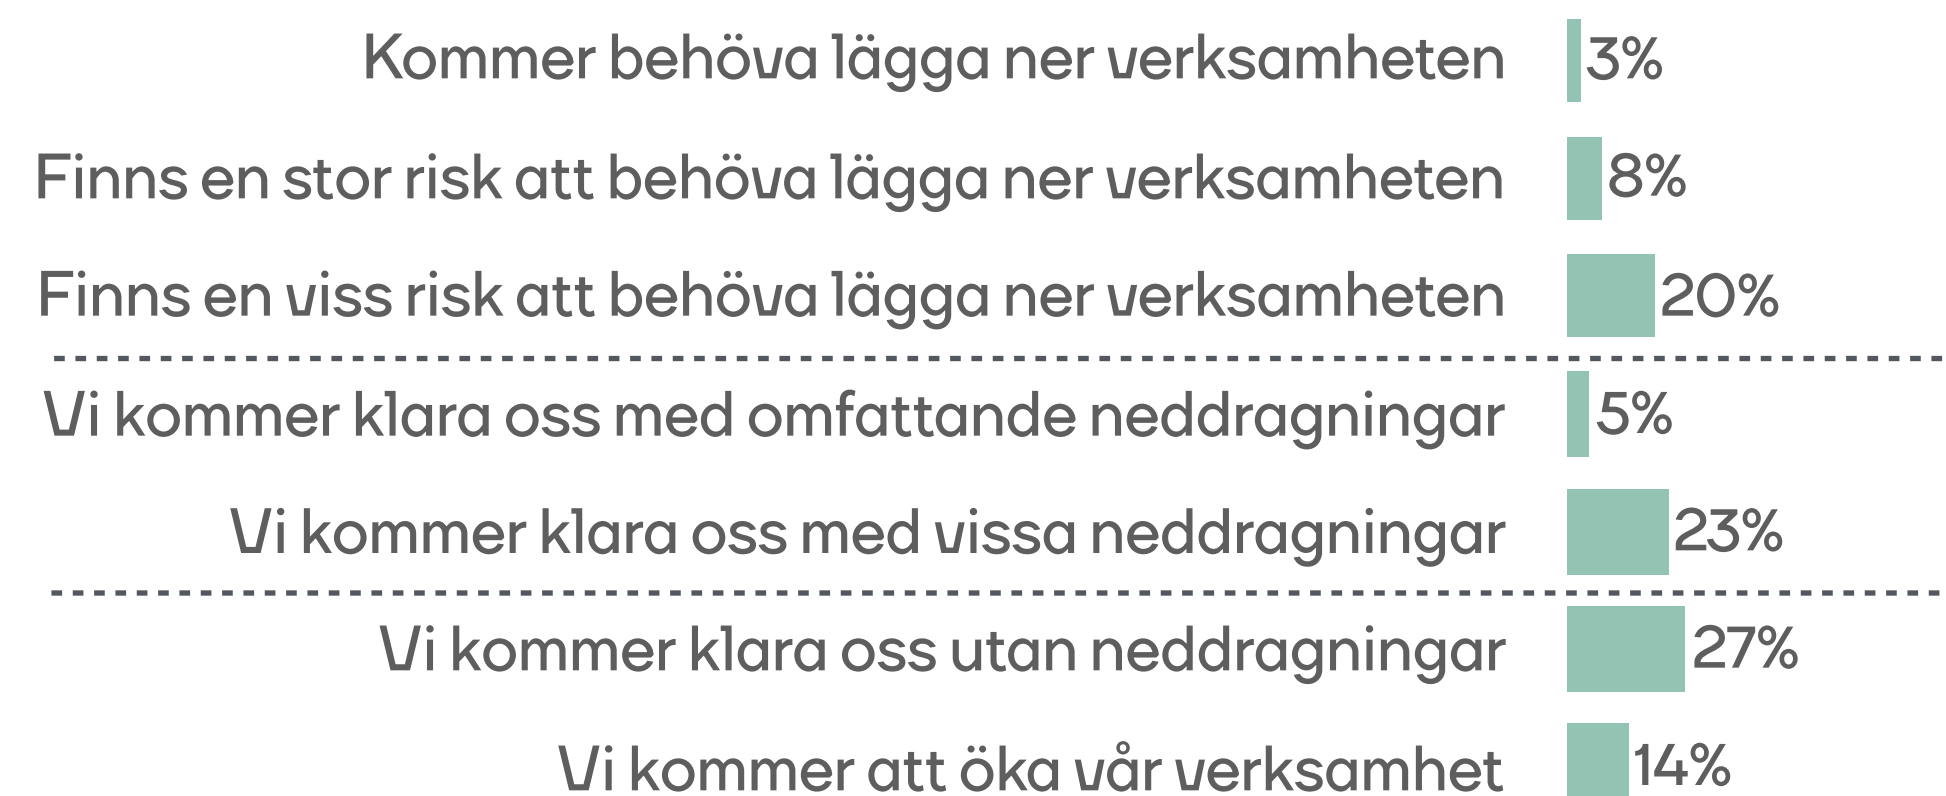 Kommer behöva lägga ner verksamheten 3%
Finns en stor risk att behöva lägga ner verksamheten 8%
Finns en viss risk att behöva lägga ner verksamheten 20%
Vi kommer klara oss med omfattande neddragningar 5%
Vi kommer klara oss med vissa neddragningar 23%
Vi kommer klara oss utan neddragningar 27%
Vi kommer att öka vår verksamhet 14%